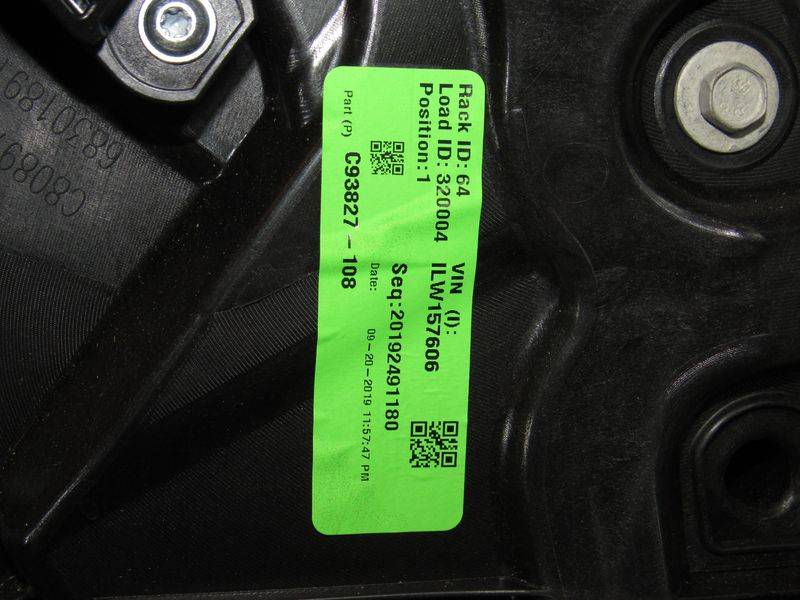 Rack ID: 64
Load ID: 320004
Position:1
VIN (I):
ILW157606
Part (P)
C93827-108
Seq:20192491180
Date:
09-20-2019 11:57:47 PM